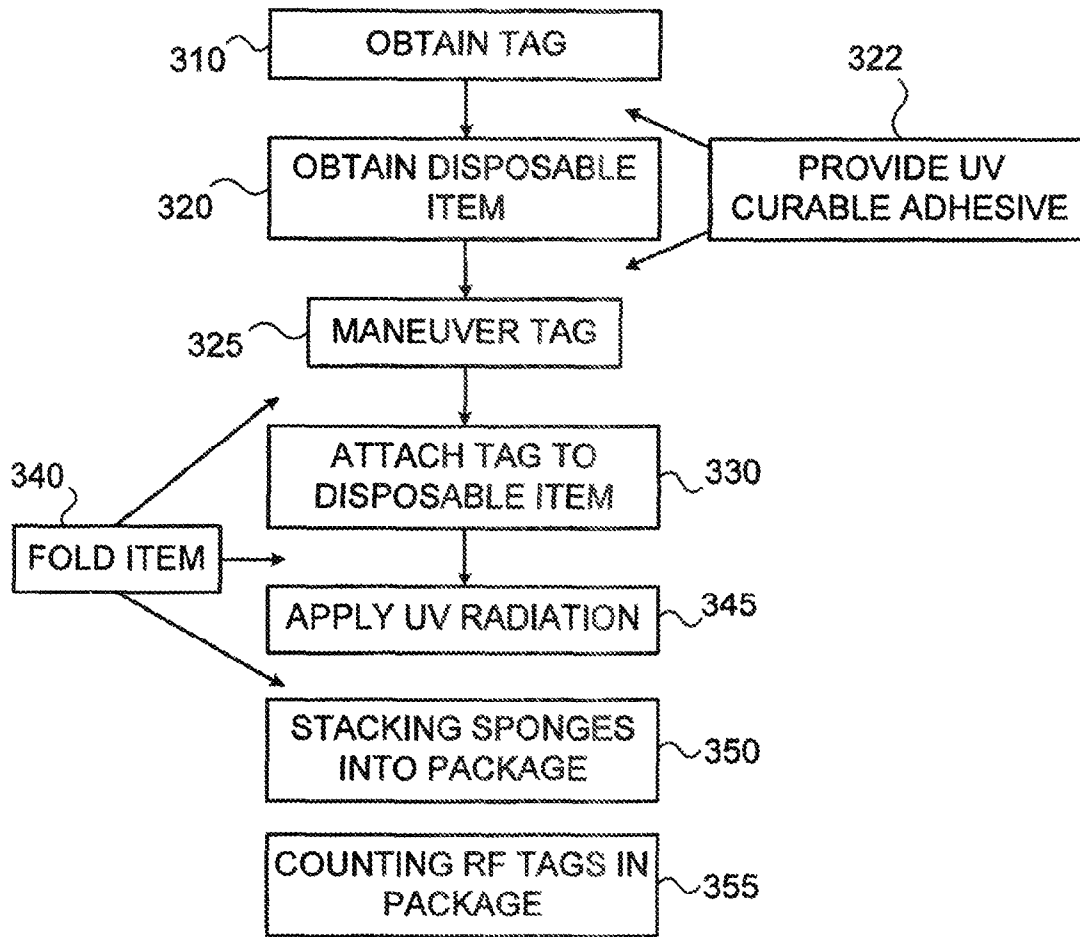 310
OBTAIN TAG
322
320
OBTAIN DISPOSABLE
ITEM
PROVIDE UV
CURABLE ADHESIVE
325
MANEUVER TAG
340
FOLD ITEM
ATTACH TAG TO
DISPOSABLE ITEM
330
APPLY UV RADIATION
345
STACKING SPONGES
INTO PACKAGE
350
COUNTING RF TAGS IN
PACKAGE
355